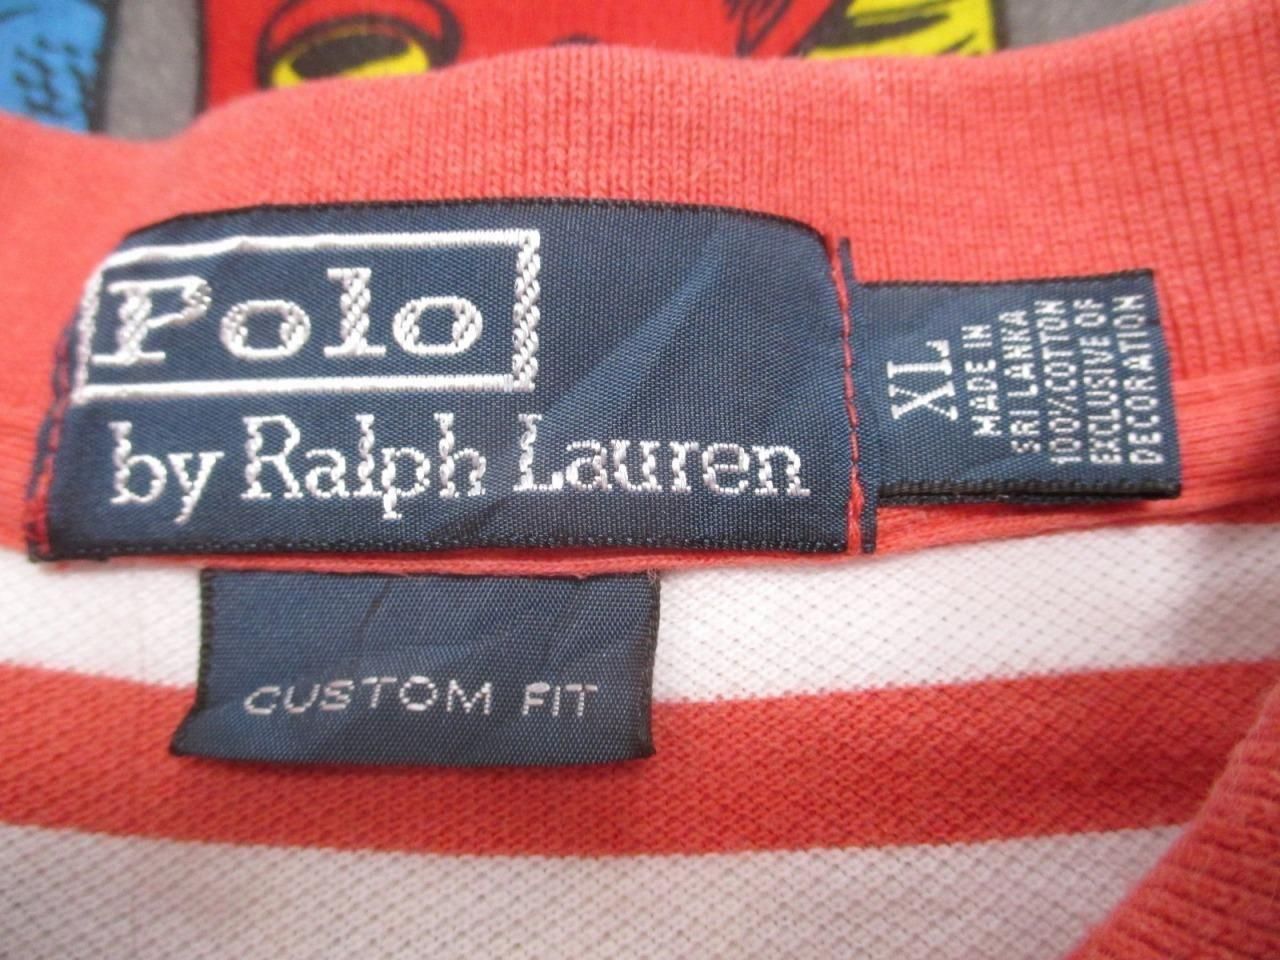 Polo
by Ralph Lauren
XL
MADE IN
SRI LANKA
100% COTTON
EXCLUSIVE OF
DECORATION
CUSTOM FIT